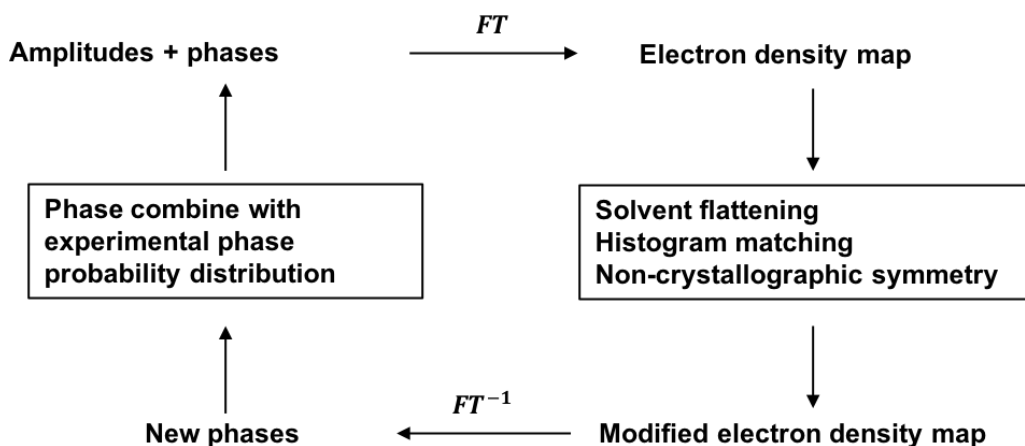 Amplitudes + phases
FT
Electron density map
Phase combine with
experimental phase
probability distribution
Solvent flattening
Histogram matching
Non-crystallographic symmetry
New phases
FT⁻¹
Modified electron density map